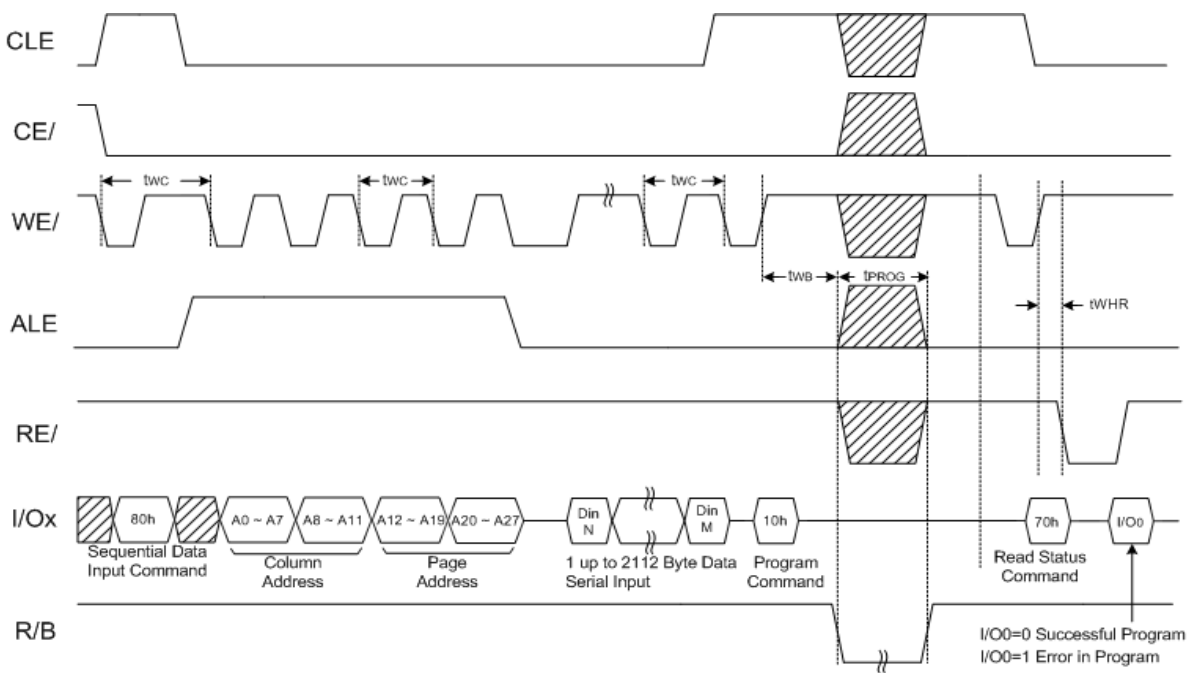 CLE
CE/
tWC
tWC
tWC
WE/
tWB
tPROG
tWHR
ALE
RE/
I/Ox
80h
A0 ~ A7
A8 ~ A11
A12 ~ A19
A20 ~ A27
Din
N
Din
M
10h
70h
I/O0
Sequential Data
Input Command
Column
Address
Page
Address
1 up to 2112 Byte Data
Serial Input
Program
Command
Read Status
Command
R/B
I/O0=0 Successful Program
I/O0=1 Error in Program